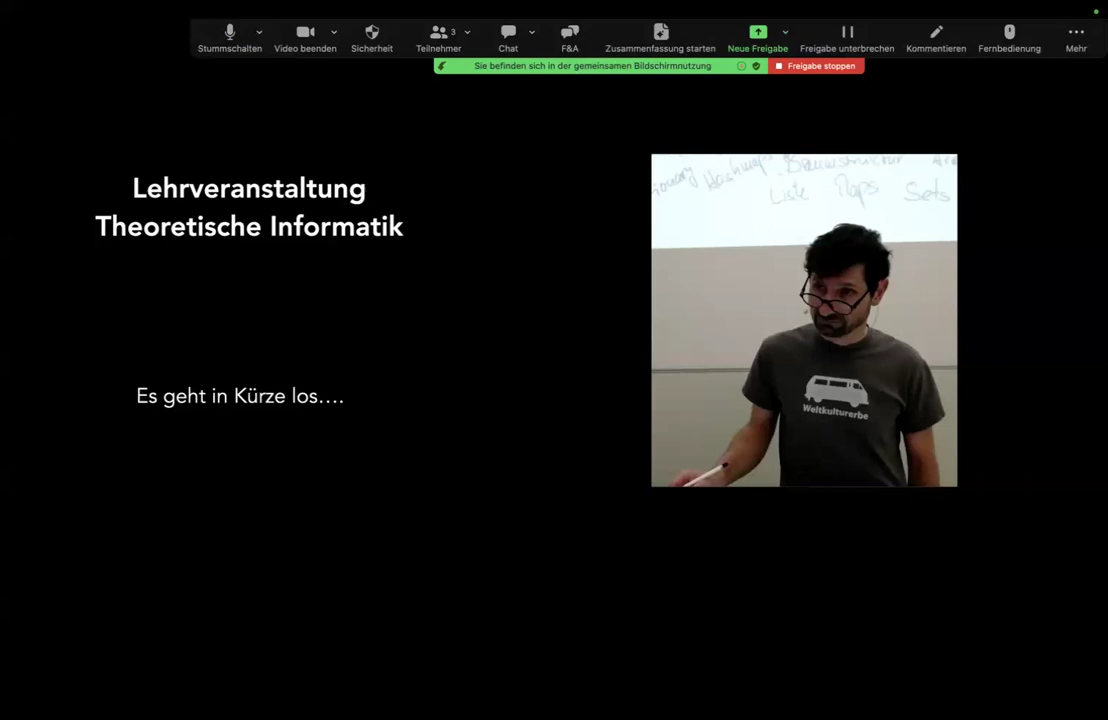 Stummschalten
Video beenden
Sicherheit
Teilnehmer
3
Chat
F&A
Zusammenfassung starten
Neue Freigabe
Freigabe unterbrechen
Kommentieren
Fernbedienung
Mehr
Sie befinden sich in der gemeinsamen Bildschirmnutzung
Freigabe stoppen
Lehrveranstaltung
Theoretische Informatik
Es geht in Kürze los....
Baumstruktur
Liste Maps Sets
Weltkulturerbe